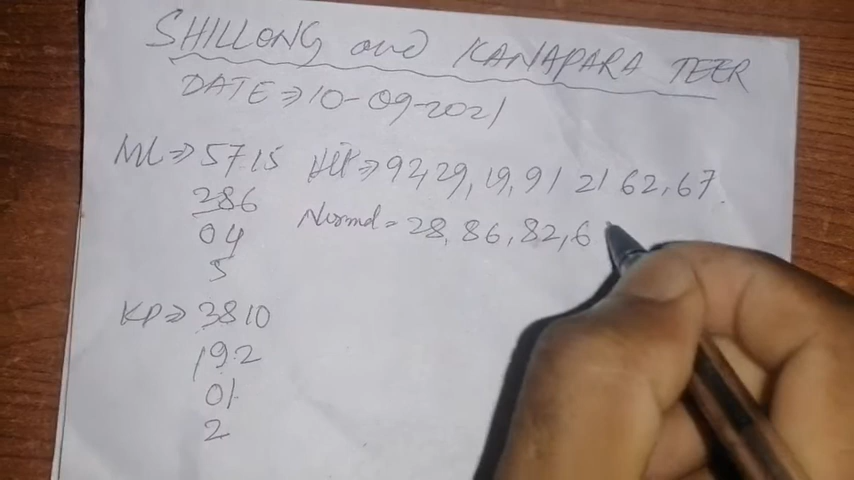 SHILLONG and KANAPARA TEER
DATE ⇒ 10-09-2021
ML ⇒ 5715
286
04
5
Hit ⇒ 92, 29, 19, 91 21 62, 67
Normal = 28, 86, 82, 6
KP ⇒ 3810
192
01
2